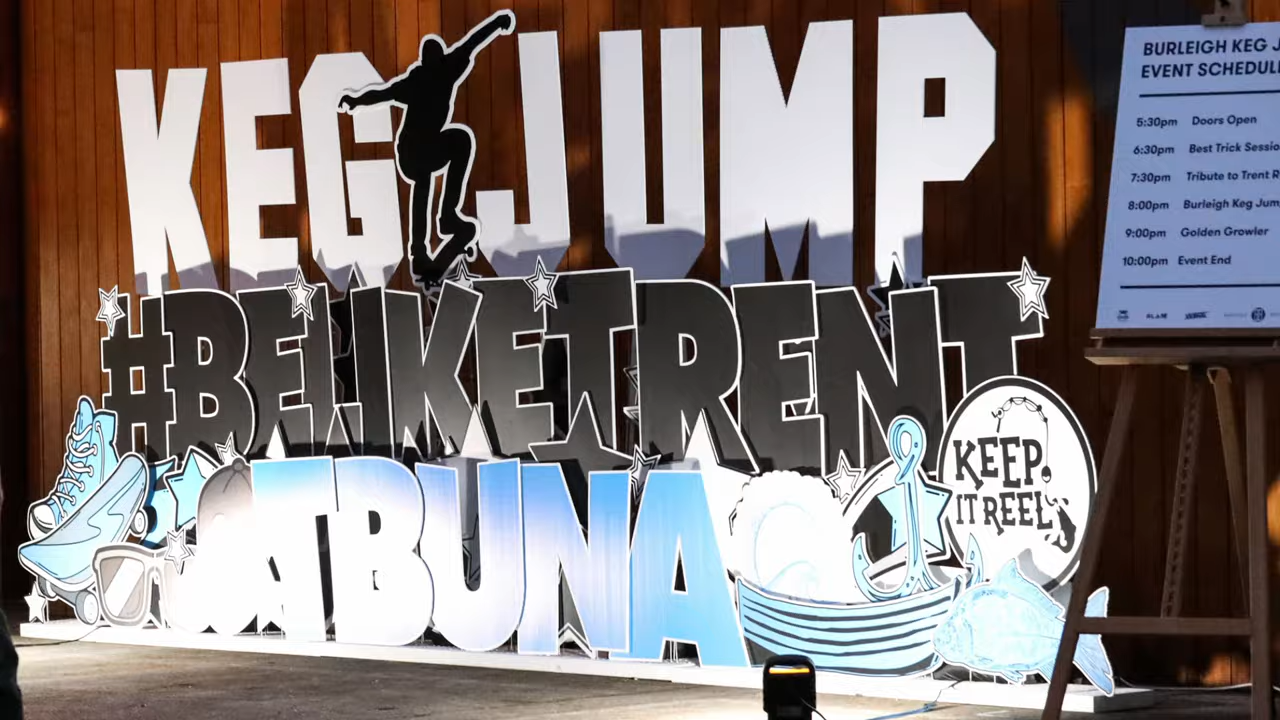 KEG JUMP
#BELIKETRENT
TBUNA
KEEP
IT REEL
BURLEIGH KEG J
EVENT SCHEDUL
5:30pm Doors Open
6:30pm Best Trick Sessio
7:30pm Tribute to Trent R
8:00pm Burleigh Keg Jum
9:00pm Golden Growler
10:00pm Event End